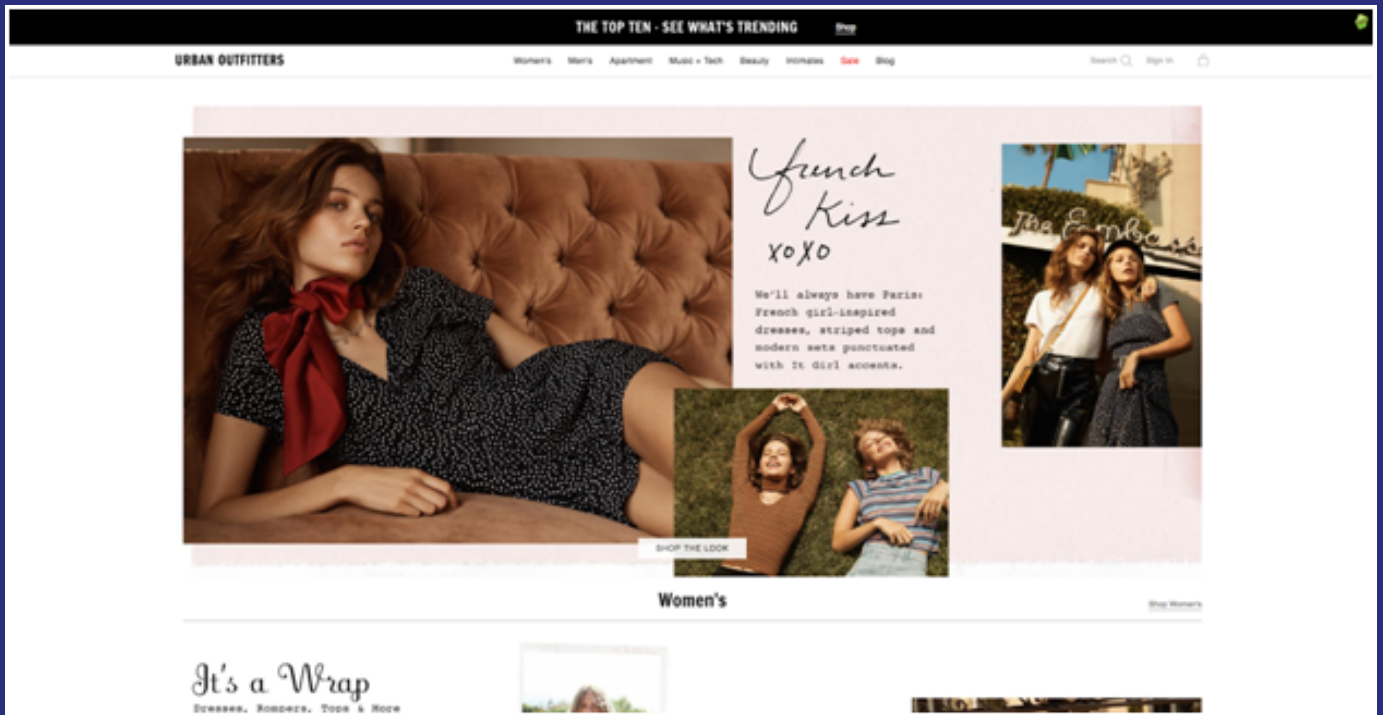 THE TOP TEN - SEE WHAT'S TRENDING Shop
URBAN OUTFITTERS Women's Men's Apartment Music + Tech Beauty Intimates Sale Blog Search Sign In
french
Kiss
xoxo
The Embass
We'll always have Paris:
French girl-inspired
dresses, striped tops and
modern sets punctuated
with It Girl accents.
SHOP THE LOOK
Women's Shop Women's
It's a Wrap
Dresses, Rompers, Tops & More